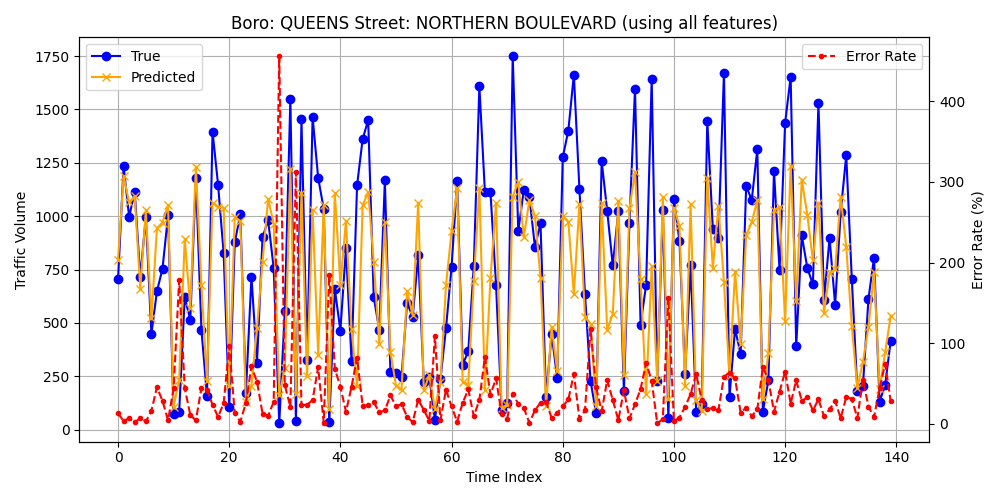 Boro: QUEENS Street: NORTHERN BOULEVARD (using all features)
True
Predicted
Error Rate
Traffic Volume
1750
1500
1250
1000
750
500
250
0
400
300
200
100
0
Error Rate (%)
0 20 40 60 80 100 120 140
Time Index